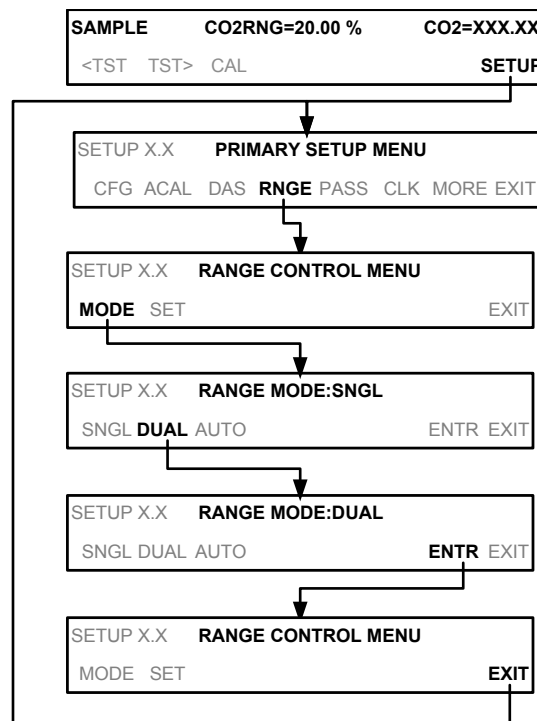 SAMPLE CO2RNG=20.00 % CO2=XXX.XX
<TST TST> CAL SETUP
SETUP X.X PRIMARY SETUP MENU
CFG ACAL DAS RNGE PASS CLK MORE EXIT
SETUP X.X RANGE CONTROL MENU
MODE SET EXIT
SETUP X.X RANGE MODE:SNGL
SNGL DUAL AUTO ENTR EXIT
SETUP X.X RANGE MODE:DUAL
SNGL DUAL AUTO ENTR EXIT
SETUP X.X RANGE CONTROL MENU
MODE SET EXIT